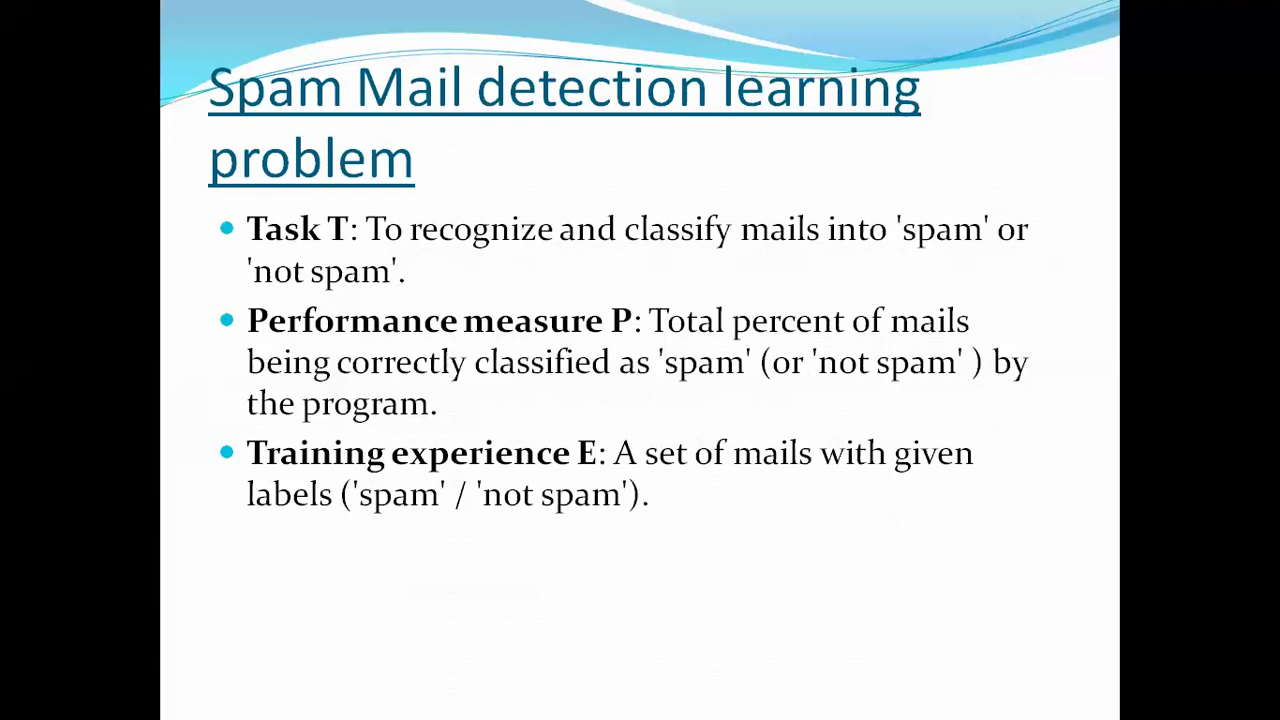 Spam Mail detection learning
problem
• Task T: To recognize and classify mails into 'spam' or
'not spam'.
• Performance measure P: Total percent of mails
being correctly classified as 'spam' (or 'not spam' ) by
the program.
• Training experience E: A set of mails with given
labels ('spam' / 'not spam').